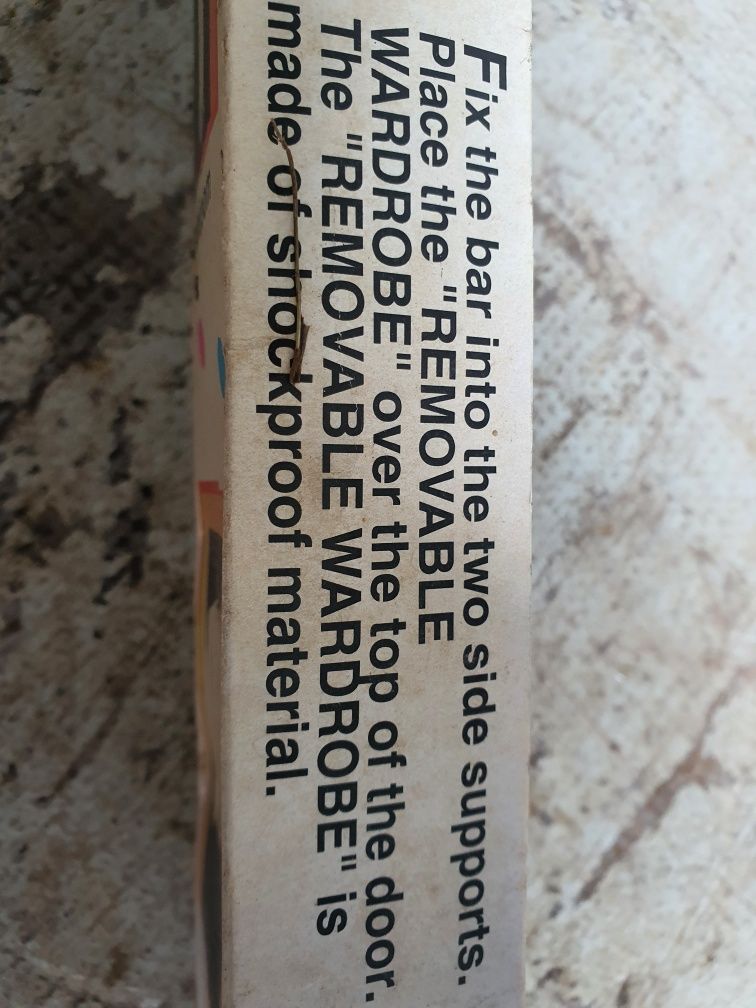 Fix the bar into the two side supports.
Place the "REMOVABLE
WARDROBE" over the top of the door.
The "REMOVABLE WARDROBE" is
made of shockproof material.